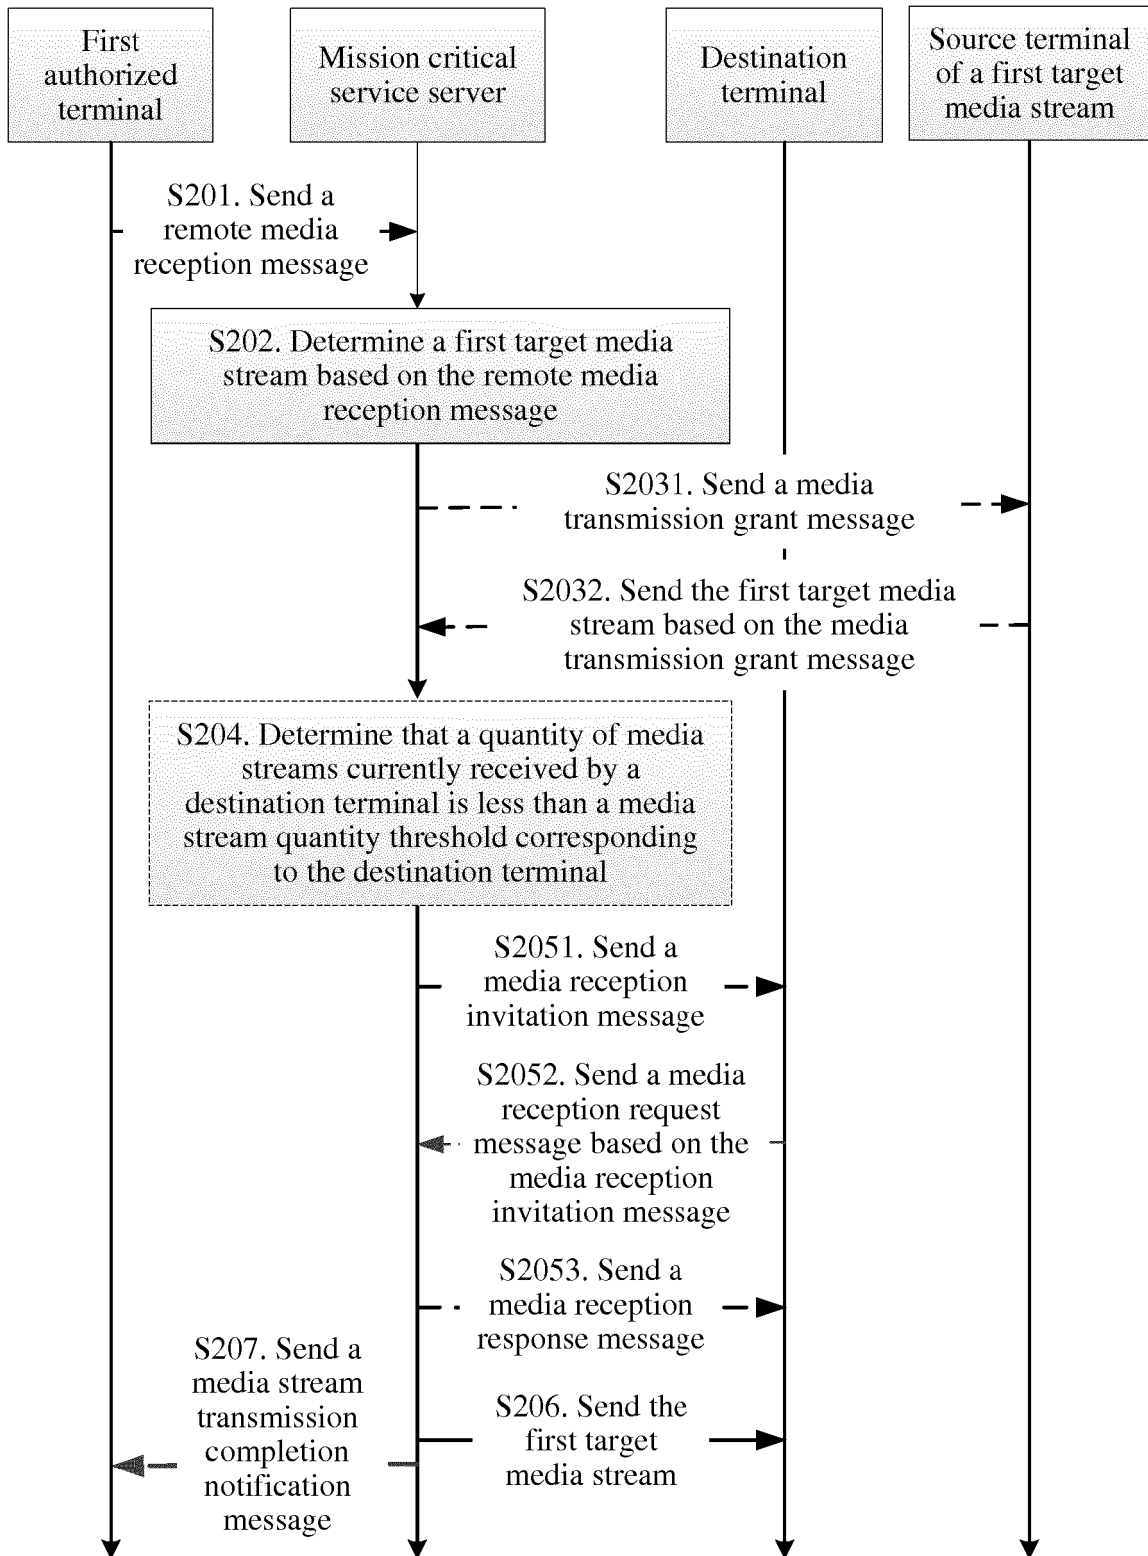 First
authorized
terminal
Mission critical
service server
Destination
terminal
Source terminal
of a first target
media stream
S201. Send a
remote media
reception message
S202. Determine a first target media
stream based on the remote media
reception message
S2031. Send a media
transmission grant message
S2032. Send the first target media
stream based on the media
transmission grant message
S204. Determine that a quantity of media
streams currently received by a
destination terminal is less than a media
stream quantity threshold corresponding
to the destination terminal
S2051. Send a
media reception
invitation message
S2052. Send a media
reception request
message based on the
media reception
invitation message
S2053. Send a
media reception
response message
S207. Send a
media stream
transmission
completion
notification
message
S206. Send the
first target
media stream